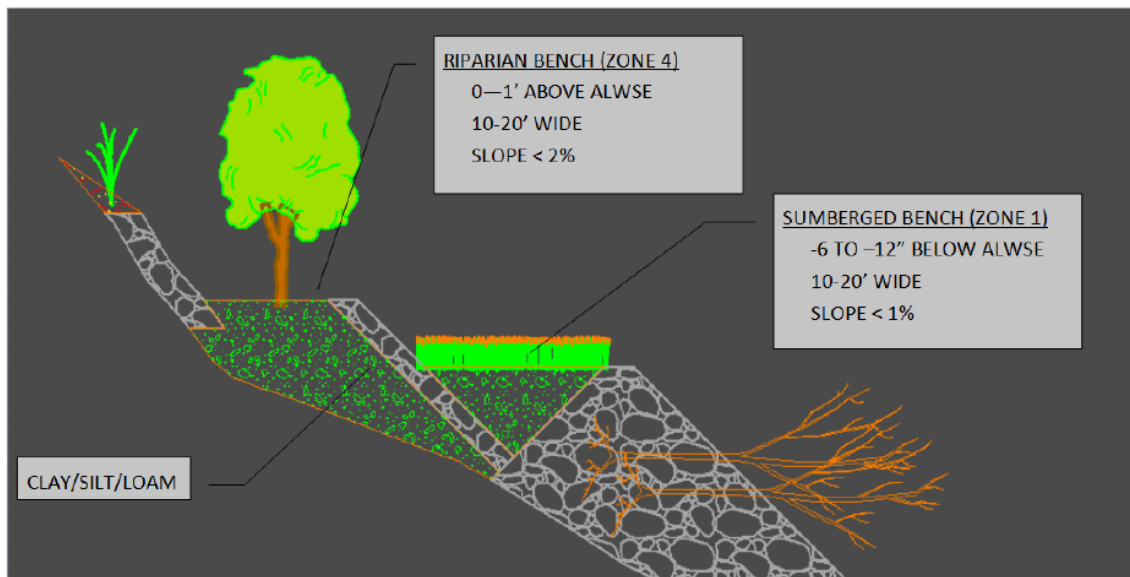 RIPARIAN BENCH (ZONE 4)
0—1' ABOVE ALWSE
10-20' WIDE
SLOPE < 2%
SUMBERGED BENCH (ZONE 1)
-6 TO –12" BELOW ALWSE
10-20' WIDE
SLOPE < 1%
CLAY/SILT/LOAM